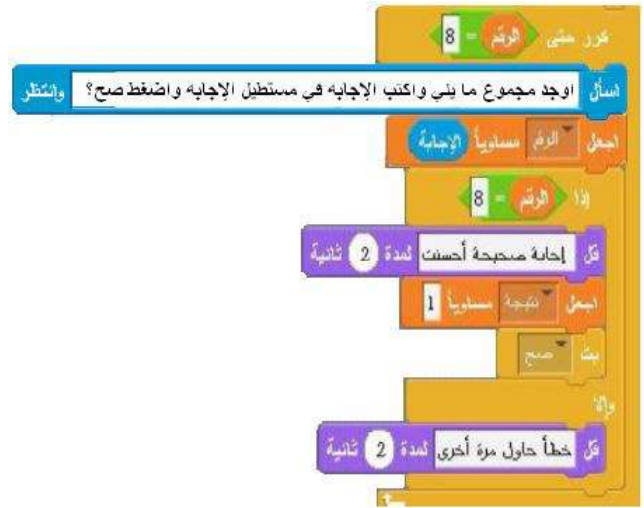 كرر حتى الرقم = 8
اسأل اوجد مجموع ما يلي واكتب الإجابه في مستطيل الإجابه واضغط صح؟ وانتظر
اجعل الرقم مساوياً الإجابة
إذا الرقم = 8
قل إجابة صحيحة أحسنت لمدة 2 ثانية
اجعل نتيجة مساوياً 1
بث صح
وإلا
قل خطأ حاول مرة أخرى لمدة 2 ثانية